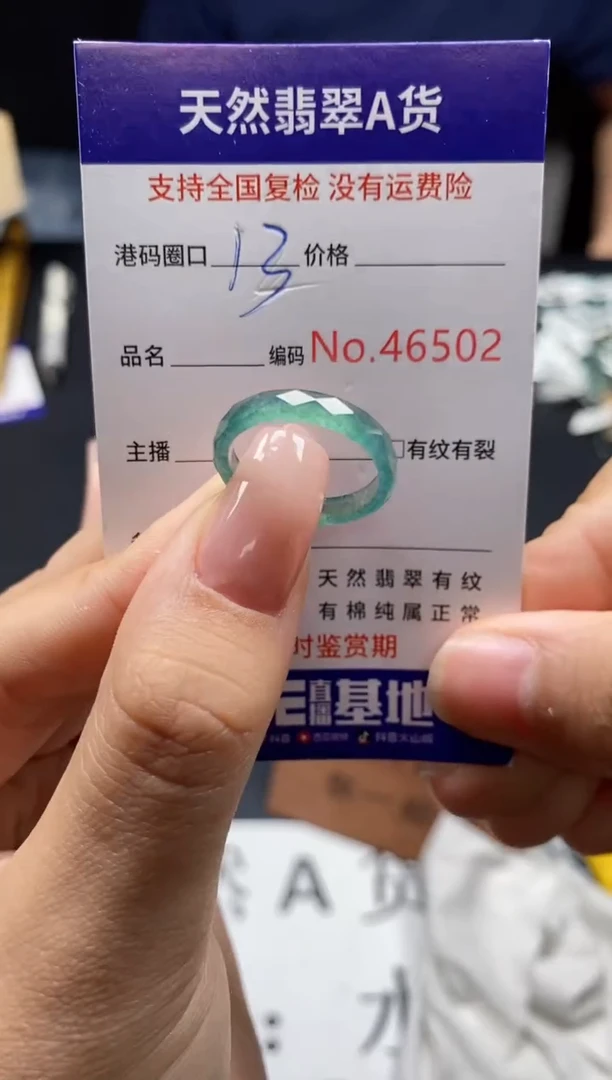 天然翡翠A货
支持全国复检 没有运费险
港码圈口 13 价格
品名 编码 No.46502
主播 □有纹有裂
天然翡翠有纹
有棉纯属正常
时鉴赏期
基地
A 货